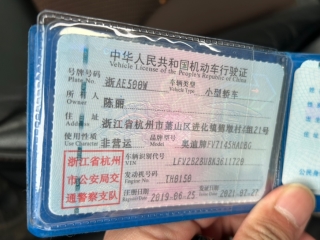 中华人民共和国机动车行驶证
Vehicle License of the People's Republic of China
号牌号码 浙AE500W 车辆类型 小型轿车
Plate No. Vehicle Type
所有人 陈丽
Owner
住址 浙江省杭州市萧山区进化镇
Address
使用性质 非营运 品牌型号
Use Character Model
浙江省杭州
市公安局交
通警察支队
车辆识别代号
VIN
发动机号码 TH0150
Engine No.
注册日期 2019-06-25 发证日期 2021-07-27